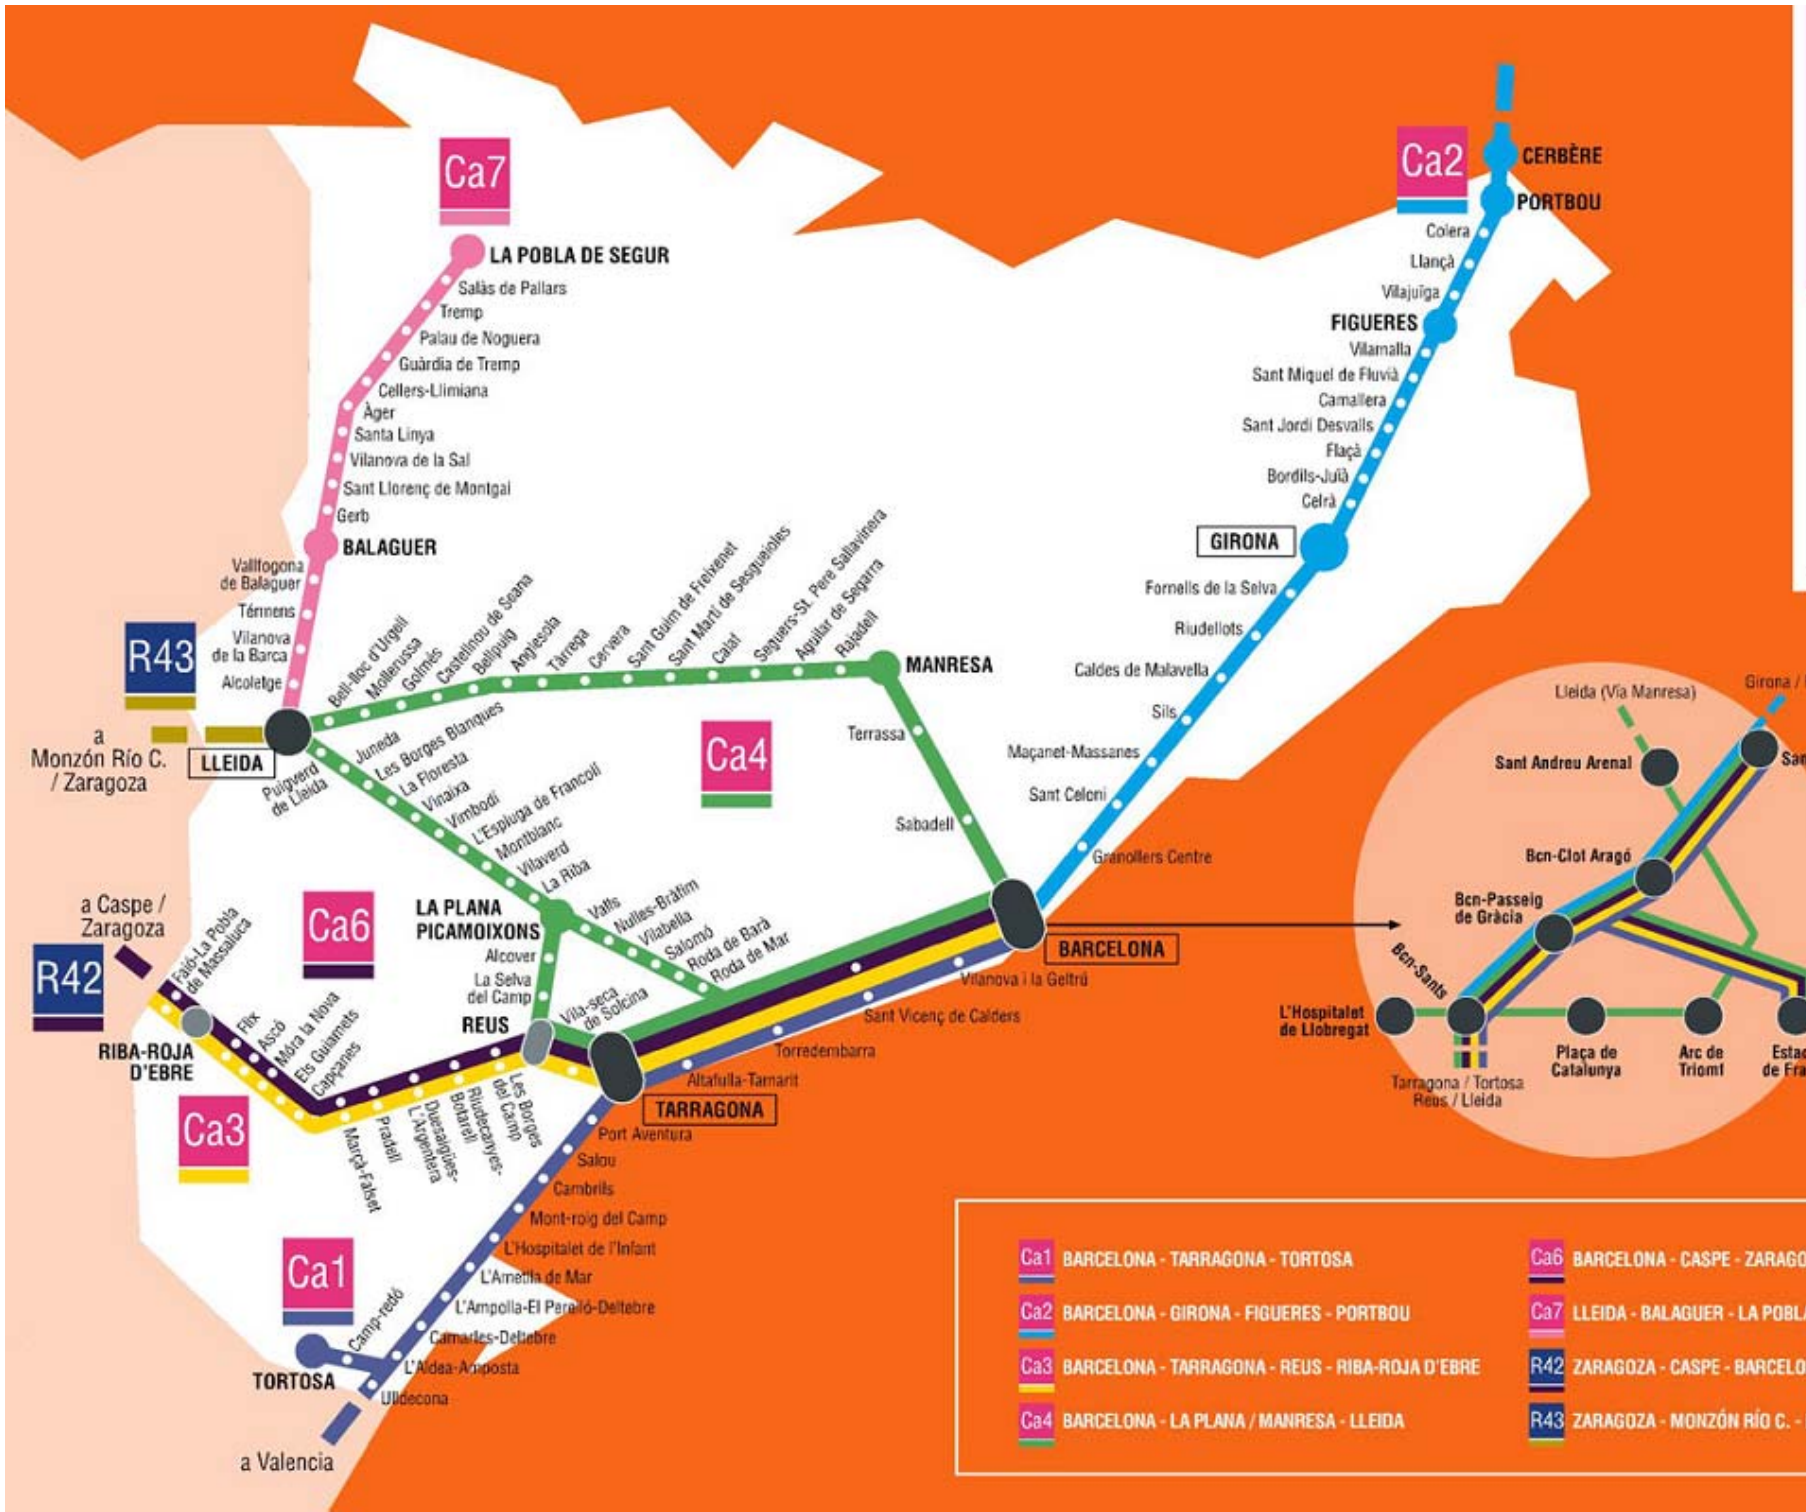 Ca7
LA POBLA DE SEGUR
Salàs de Pallars
Tremp
Palau de Noguera
Guàrdia de Tremp
Cellers-Llimiana
Àger
Santa Linya
Vilanova de la Sal
Sant Llorenç de Montgai
Gerb
BALAGUER
Vallfogona
de Balaguer
Térmens
Vilanova
de la Barca
Alcoletge
R43
a
Monzón Río C.
/ Zaragoza
LLEIDA
Bell-lloc d'Urgell
Mollerussa
Golmés
Castellnou de Seana
Bellpuig
Anglesola
Tàrrega
Cervera
Sant Guim de Freixenet
Sant Martí de Sesgueioles
Calaf
Seguers-St. Pere Sallavinera
Aguilar de Segarra
Rajadell
MANRESA
Terrassa
Sabadell
Ca4
Puigverd
de Lleida
Juneda
Les Borges Blanques
La Floresta
Vinaixa
Vimbodí
L'Espluga de Francolí
Montblanc
Vilaverd
La Riba
LA PLANA
PICAMOIXONS
Valls
Nulles-Bràfim
Vilabella
Salomó
Roda de Barà
Roda de Mar
Alcover
La Selva
del Camp
REUS
Vila-seca
de Solcina
Ca2
CERBÈRE
PORTBOU
Colera
Llançà
Vilajuïga
FIGUERES
Vilamalla
Sant Miquel de Fluvià
Camallera
Sant Jordi Desvalls
Flaçà
Bordils-Juià
Celrà
GIRONA
Fornells de la Selva
Riudellots
Caldes de Malavella
Sils
Maçanet-Massanes
Sant Celoni
Granollers Centre
BARCELONA
Vilanova i la Geltrú
Sant Vicenç de Calders
Torredembarra
Altafulla-Tamarit
TARRAGONA
a Caspe /
Zaragoza
R42
Ca6
Faió-La Pobla
de Massaluca
RIBA-ROJA
D'EBRE
Flix
Ascó
Móra la Nova
Els Guiamets
Capçanes
Marçà-Falset
Pradell
Duesaigües-
L'Argentera
Riudecanyes-
Botarell
Les Borges
del Camp
Ca3
Port Aventura
Salou
Cambrils
Mont-roig del Camp
L'Hospitalet de l'Infant
L'Ametlla de Mar
L'Ampolla-El Perelló-Deltebre
Camarles-Deltebre
L'Aldea-Amposta
Ulldecona
Ca1
Camp-redó
TORTOSA
a Valencia
Lleida (Vía Manresa)
Girona /
Sant Andreu Arenal
San
Bcn-Clot Aragó
Bcn-Passeig
de Gràcia
Bcn-Sants
L'Hospitalet
de Llobregat
Plaça de
Catalunya
Arc de
Triomf
Estac
de Fra
Tarragona / Tortosa
Reus / Lleida
Ca1 BARCELONA - TARRAGONA - TORTOSA
Ca2 BARCELONA - GIRONA - FIGUERES - PORTBOU
Ca3 BARCELONA - TARRAGONA - REUS - RIBA-ROJA D'EBRE
Ca4 BARCELONA - LA PLANA / MANRESA - LLEIDA
Ca6 BARCELONA - CASPE - ZARAGO
Ca7 LLEIDA - BALAGUER - LA POBLA
R42 ZARAGOZA - CASPE - BARCELO
R43 ZARAGOZA - MONZÓN RÍO C. -